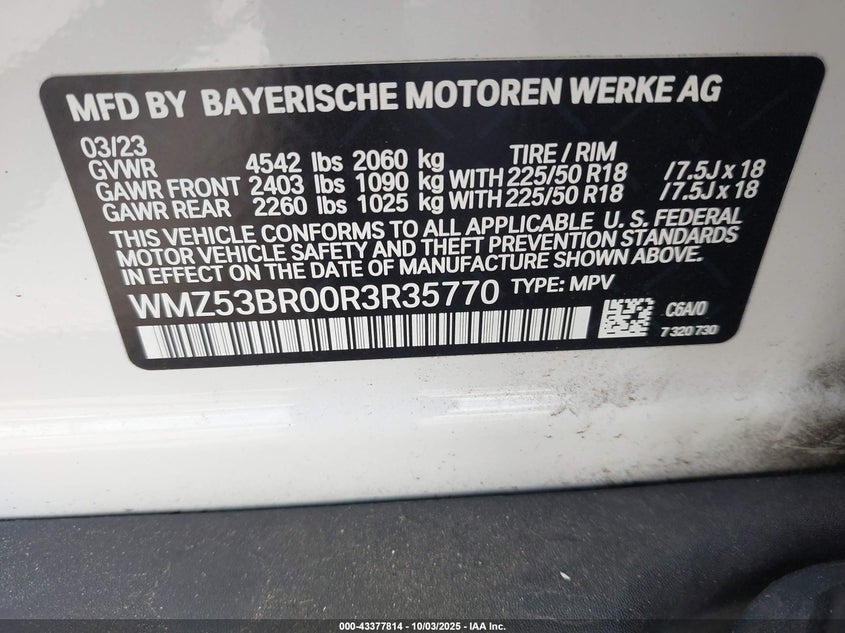 MFD BY BAYERISCHE MOTOREN WERKE AG
03/23
GVWR 4542 lbs 2060 kg TIRE / RIM
GAWR FRONT 2403 lbs 1090 kg WITH 225/50 R18 /7.5J x 18
GAWR REAR 2260 lbs 1025 kg WITH 225/50 R18 /7.5J x 18
THIS VEHICLE CONFORMS TO ALL APPLICABLE U. S. FEDERAL
MOTOR VEHICLE SAFETY AND THEFT PREVENTION STANDARDS
IN EFFECT ON THE DATE OF MANUFACTURE SHOWN ABOVE.
WMZ53BR00R3R35770 TYPE: MPV
C6A/0
7 320 730
000-43377814 - 10/03/2025 - IAA Inc.